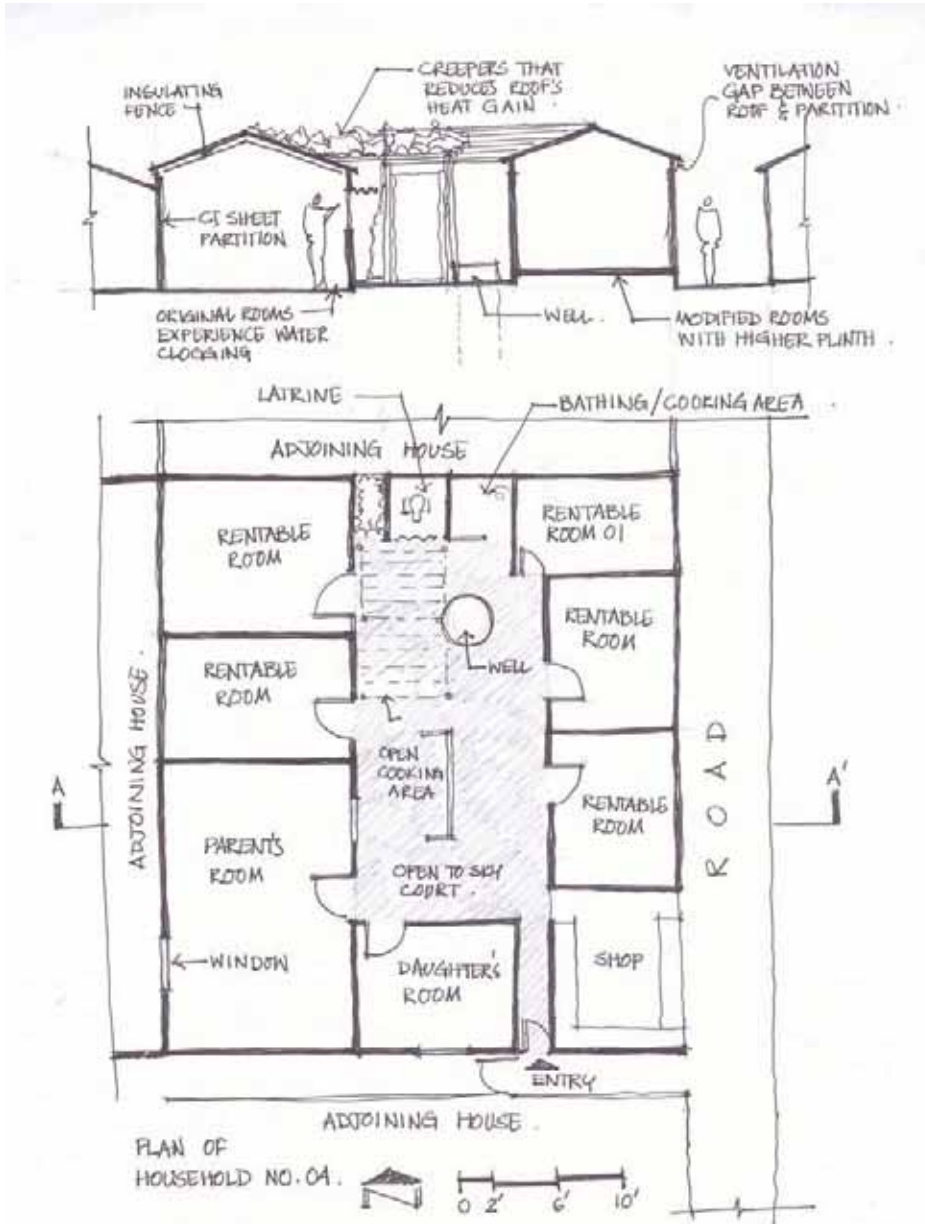 CREEPERS THAT
REDUCES ROOF'S
HEAT GAIN.
VENTILATION
GAP BETWEEN
ROOF & PARTITION.
INSULATING
FENCE
CI SHEET
PARTITION
ORIGINAL ROOMS
EXPERIENCE WATER
CLOGGING
WELL.
MODIFIED ROOMS
WITH HIGHER PLINTH.
LATRINE
BATHING/COOKING AREA
ADJOINING HOUSE
RENTABLE
ROOM
RENTABLE
ROOM 01
RENTABLE
ROOM
RENTABLE
ROOM
WELL
ADJOINING HOUSE.
OPEN
COOKING
AREA
RENTABLE
ROOM
ROAD
A
A'
PARENT'S
ROOM
OPEN TO SKY
COURT.
WINDOW
DAUGHTER'S
ROOM
SHOP
ENTRY
ADJOINING HOUSE.
PLAN OF
HOUSEHOLD NO. 04.
0 2' 6' 10'